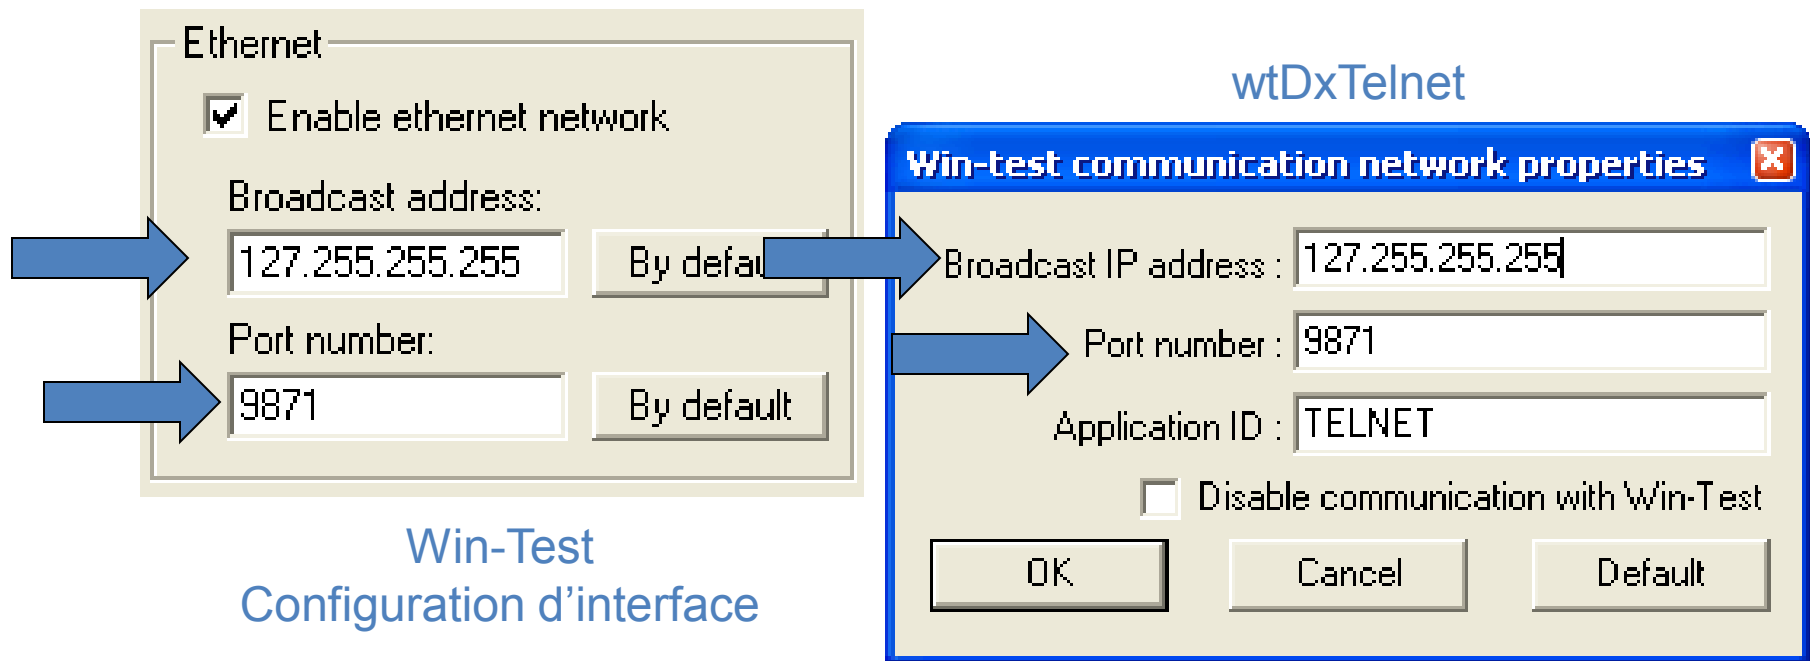 Ethernet
Enable ethernet network
Broadcast address:
127.255.255.255
Port number:
9871
By default
Win-Test
Configuration d’interface
wtDxTelnet
Win-test communication network properties
Broadcast IP address : 127.255.255.255
Port number : 9871
Application ID : TELNET
Disable communication with Win-Test
OK Cancel Default